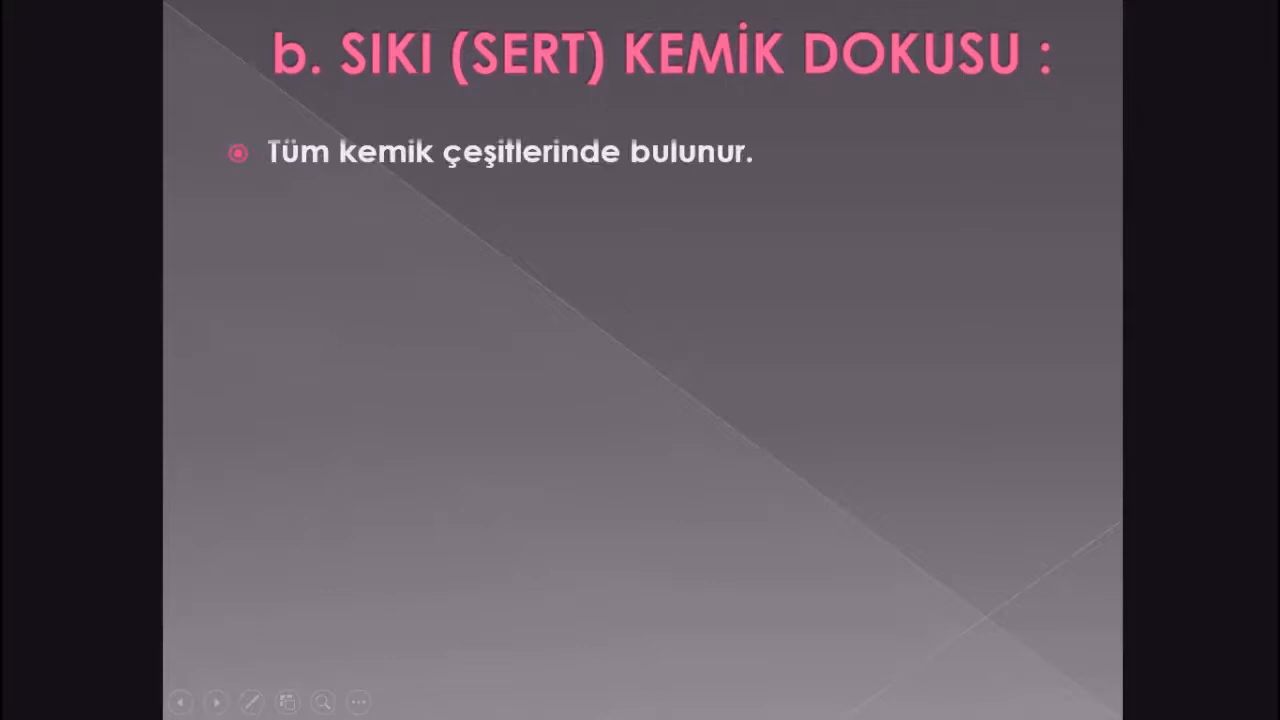 b. SIKI (SERT) KEMİK DOKUSU :
Tüm kemik çeşitlerinde bulunur.